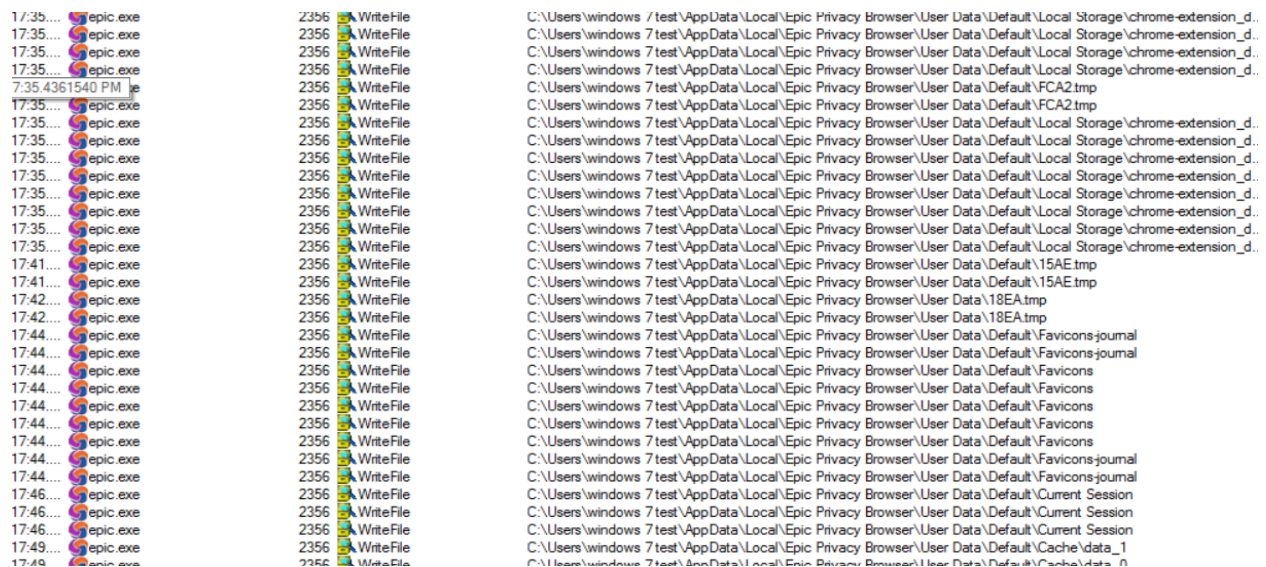 17:35.... epic.exe 2356 WriteFile C:\Users\windows 7 test\AppData\Local\Epic Privacy Browser\User Data\Default\Local Storage\chrome-extension_d..
17:35.... epic.exe 2356 WriteFile C:\Users\windows 7 test\AppData\Local\Epic Privacy Browser\User Data\Default\Local Storage\chrome-extension_d..
17:35.... epic.exe 2356 WriteFile C:\Users\windows 7 test\AppData\Local\Epic Privacy Browser\User Data\Default\Local Storage\chrome-extension_d..
17:35.... epic.exe 2356 WriteFile C:\Users\windows 7 test\AppData\Local\Epic Privacy Browser\User Data\Default\Local Storage\chrome-extension_d..
7:35.4361540 PM 2356 WriteFile C:\Users\windows 7 test\AppData\Local\Epic Privacy Browser\User Data\Default\FCA2.tmp
17:35.... epic.exe 2356 WriteFile C:\Users\windows 7 test\AppData\Local\Epic Privacy Browser\User Data\Default\FCA2.tmp
17:35.... epic.exe 2356 WriteFile C:\Users\windows 7 test\AppData\Local\Epic Privacy Browser\User Data\Default\Local Storage\chrome-extension_d..
17:35.... epic.exe 2356 WriteFile C:\Users\windows 7 test\AppData\Local\Epic Privacy Browser\User Data\Default\Local Storage\chrome-extension_d..
17:35.... epic.exe 2356 WriteFile C:\Users\windows 7 test\AppData\Local\Epic Privacy Browser\User Data\Default\Local Storage\chrome-extension_d..
17:35.... epic.exe 2356 WriteFile C:\Users\windows 7 test\AppData\Local\Epic Privacy Browser\User Data\Default\Local Storage\chrome-extension_d..
17:35.... epic.exe 2356 WriteFile C:\Users\windows 7 test\AppData\Local\Epic Privacy Browser\User Data\Default\Local Storage\chrome-extension_d..
17:35.... epic.exe 2356 WriteFile C:\Users\windows 7 test\AppData\Local\Epic Privacy Browser\User Data\Default\Local Storage\chrome-extension_d..
17:35.... epic.exe 2356 WriteFile C:\Users\windows 7 test\AppData\Local\Epic Privacy Browser\User Data\Default\Local Storage\chrome-extension_d..
17:35.... epic.exe 2356 WriteFile C:\Users\windows 7 test\AppData\Local\Epic Privacy Browser\User Data\Default\Local Storage\chrome-extension_d..
17:41.... epic.exe 2356 WriteFile C:\Users\windows 7 test\AppData\Local\Epic Privacy Browser\User Data\Default\15AE.tmp
17:41.... epic.exe 2356 WriteFile C:\Users\windows 7 test\AppData\Local\Epic Privacy Browser\User Data\Default\15AE.tmp
17:42.... epic.exe 2356 WriteFile C:\Users\windows 7 test\AppData\Local\Epic Privacy Browser\User Data\18EA.tmp
17:42.... epic.exe 2356 WriteFile C:\Users\windows 7 test\AppData\Local\Epic Privacy Browser\User Data\18EA.tmp
17:44.... epic.exe 2356 WriteFile C:\Users\windows 7 test\AppData\Local\Epic Privacy Browser\User Data\Default\Favicons-journal
17:44.... epic.exe 2356 WriteFile C:\Users\windows 7 test\AppData\Local\Epic Privacy Browser\User Data\Default\Favicons-journal
17:44.... epic.exe 2356 WriteFile C:\Users\windows 7 test\AppData\Local\Epic Privacy Browser\User Data\Default\Favicons
17:44.... epic.exe 2356 WriteFile C:\Users\windows 7 test\AppData\Local\Epic Privacy Browser\User Data\Default\Favicons
17:44.... epic.exe 2356 WriteFile C:\Users\windows 7 test\AppData\Local\Epic Privacy Browser\User Data\Default\Favicons
17:44.... epic.exe 2356 WriteFile C:\Users\windows 7 test\AppData\Local\Epic Privacy Browser\User Data\Default\Favicons
17:44.... epic.exe 2356 WriteFile C:\Users\windows 7 test\AppData\Local\Epic Privacy Browser\User Data\Default\Favicons
17:44.... epic.exe 2356 WriteFile C:\Users\windows 7 test\AppData\Local\Epic Privacy Browser\User Data\Default\Favicons-journal
17:44.... epic.exe 2356 WriteFile C:\Users\windows 7 test\AppData\Local\Epic Privacy Browser\User Data\Default\Favicons-journal
17:46.... epic.exe 2356 WriteFile C:\Users\windows 7 test\AppData\Local\Epic Privacy Browser\User Data\Default\Current Session
17:46.... epic.exe 2356 WriteFile C:\Users\windows 7 test\AppData\Local\Epic Privacy Browser\User Data\Default\Current Session
17:46.... epic.exe 2356 WriteFile C:\Users\windows 7 test\AppData\Local\Epic Privacy Browser\User Data\Default\Current Session
17:49.... epic.exe 2356 WriteFile C:\Users\windows 7 test\AppData\Local\Epic Privacy Browser\User Data\Default\Cache\data_1
17:49.... epic.exe 2356 WriteFile C:\Users\windows 7 test\AppData\Local\Epic Privacy Browser\User Data\Default\Cache\data_0